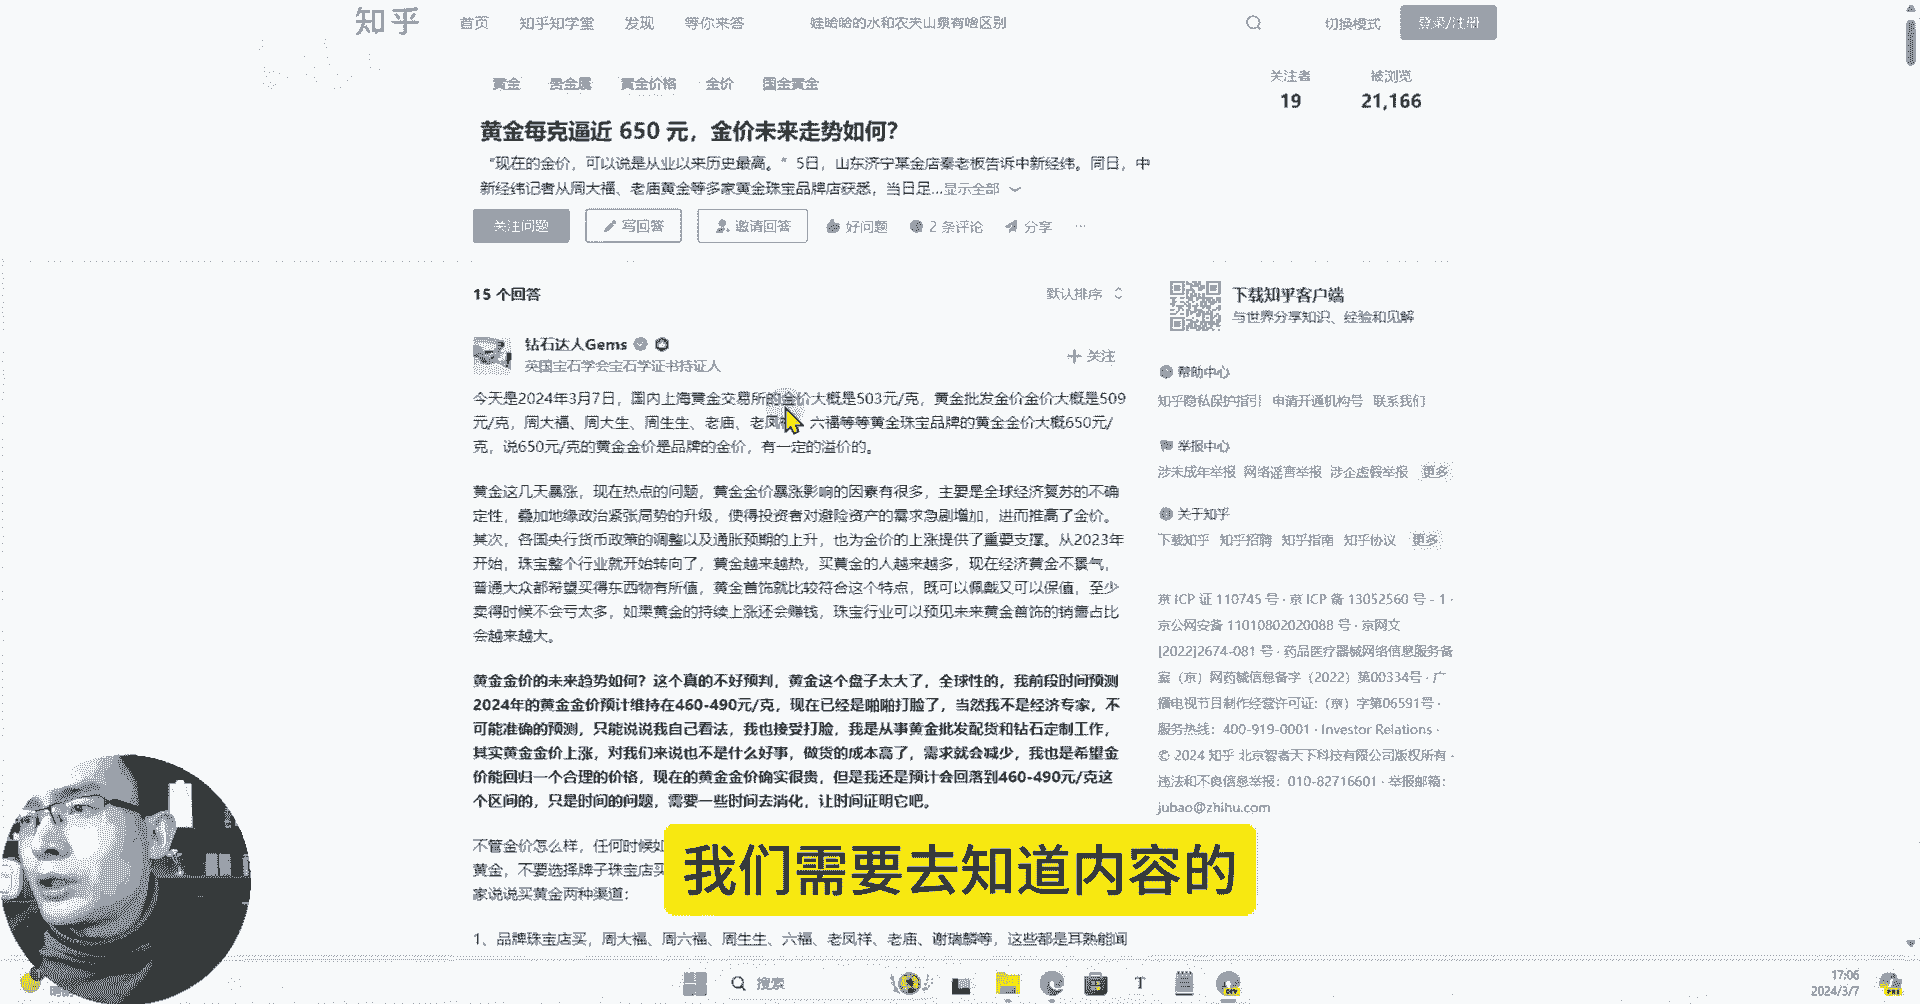 知乎
首页 知乎知学堂 发现 等你来答 娃哈哈的水和农夫山泉有啥区别 切换模式 登录/注册
黄金 贵金属 黄金价格 金价 国金黄金
关注者 被浏览
19 21,166
黄金每克逼近 650 元，金价未来走势如何？
“现在的金价，可以说是从业以来历史最高。” 5日，山东济宁某金店秦老板告诉中新经纬。同日，中
新经纬记者从周大福、老庙黄金等多家黄金珠宝品牌店获悉，当日足...显示全部
关注问题 写回答 邀请回答 好问题 2 条评论 分享 ...
15 个回答 默认排序
钻石达人Gems
英国宝石学会宝石学证书持证人
+ 关注
今天是2024年3月7日，国内上海黄金交易所的金价大概是503元/克，黄金批发金价金价大概是509
元/克，周大福、周大生、周生生、老庙、老凤 六福等等黄金珠宝品牌的黄金金价大概650元/
克，说650元/克的黄金金价是品牌的金价，有一定的溢价的。
黄金这几天暴涨，现在热点的问题，黄金金价暴涨影响的因素有很多，主要是全球经济复苏的不确
定性，叠加地缘政治紧张局势的升级，使得投资者对避险资产的需求急剧增加，进而推高了金价。
其次，各国央行货币政策的调整以及通胀预期的上升，也为金价的上涨提供了重要支撑。从2023年
开始，珠宝整个行业就开始转向了，黄金越来越热，买黄金的人越来越多，现在经济黄金不景气，
普通大众都希望买得东西物有所值，黄金首饰就比较符合这个特点，既可以佩戴又可以保值，至少
卖得时候不会亏太多，如果黄金的持续上涨还会赚钱，珠宝行业可以预见未来黄金首饰的销售占比
会越来越大。
黄金金价的未来趋势如何？这个真的不好预判，黄金这个盘子太大了，全球性的，我前段时间预测
2024年的黄金金价预计维持在460-490元/克，现在已经是啪啪打脸了，当然我不是经济专家，不
可能准确的预测，只能说说我自己看法，我也接受打脸，我是从事黄金批发配货和钻石定制工作，
其实黄金金价上涨，对我们来说也不是什么好事，做货的成本高了，需求就会减少，我也是希望金
价能回归一个合理的价格，现在的黄金金价确实很贵，但是我还是预计会回落到460-490元/克这
个区间的，只是时间的问题，需要一些时间去消化，让时间证明它吧。
不管金价怎么样，任何时候如
黄金，不要选择牌子珠宝店买
家说说买黄金两种渠道：
1、品牌珠宝店买，周大福、周六福、周生生、六福、老凤祥、老庙、谢瑞麟等，这些都是耳熟能闻
下载知乎客户端
与世界分享知识、经验和见解
帮助中心
知乎隐私保护指引 申请开通机构号 联系我们
举报中心
涉未成年举报 网络谣言举报 涉企虚假举报 更多
关于知乎
下载知乎 知乎招聘 知乎指南 知乎协议 更多
京 ICP 证 110745 号 · 京 ICP 备 13052560 号 - 1 ·
京公网安备 11010802020088 号 · 京网文
[2022]2674-081 号 · 药品医疗器械网络信息服务备
案（京）网药械信息备字（2022）第00334号 · 广
播电视节目制作经营许可证:（京）字第06591号 ·
服务热线：400-919-0001 · Investor Relations ·
© 2024 知乎 北京智者天下科技有限公司版权所有 ·
违法和不良信息举报：010-82716601 · 举报邮箱：
jubao@zhihu.com
我们需要去知道内容的
搜索
17:06
2024/3/7